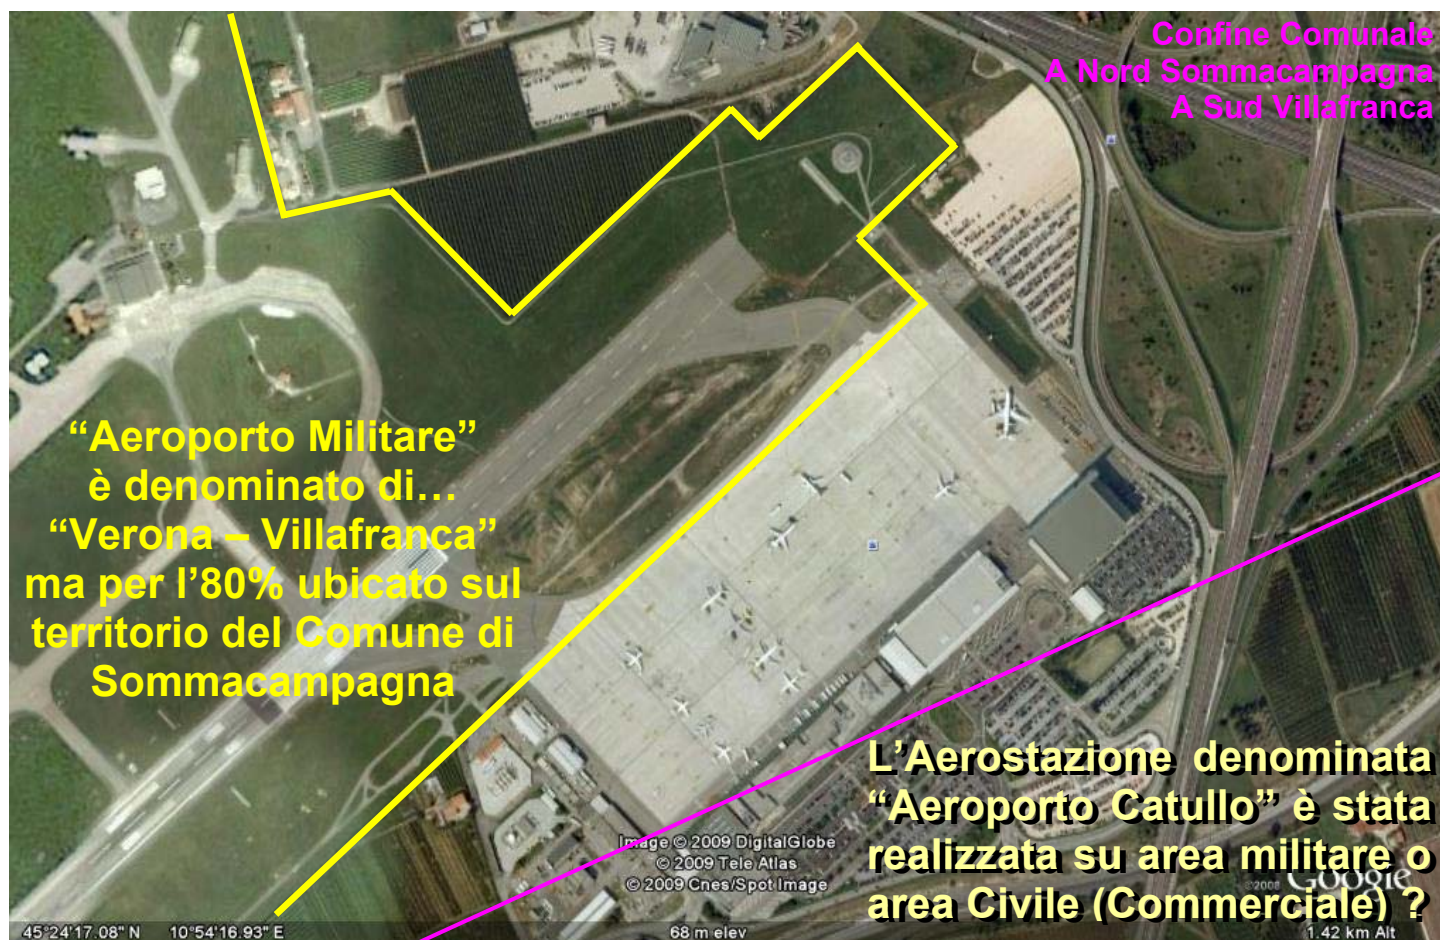 Confine Comunale
A Nord Sommacampagna
A Sud Villafranca
“Aeroporto Militare”
è denominato di…
“Verona – Villafranca”
ma per l’80% ubicato sul
territorio del Comune di
Sommacampagna
L’Aerostazione denominata
“Aeroporto Catullo” è stata
realizzata su area militare o
area Civile (Commerciale) ?
Image © 2009 DigitalGlobe
© 2009 Tele Atlas
© 2009 Cnes/Spot Image
©2008 Google
45°24'17.08" N 10°54'16.93" E 68 m elev 1.42 km Alt